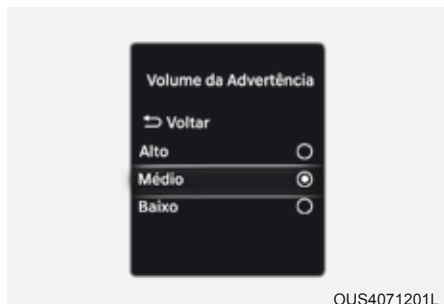 Volume da Advertência
Voltar
Alto
Médio
Baixo
OUS4071201L